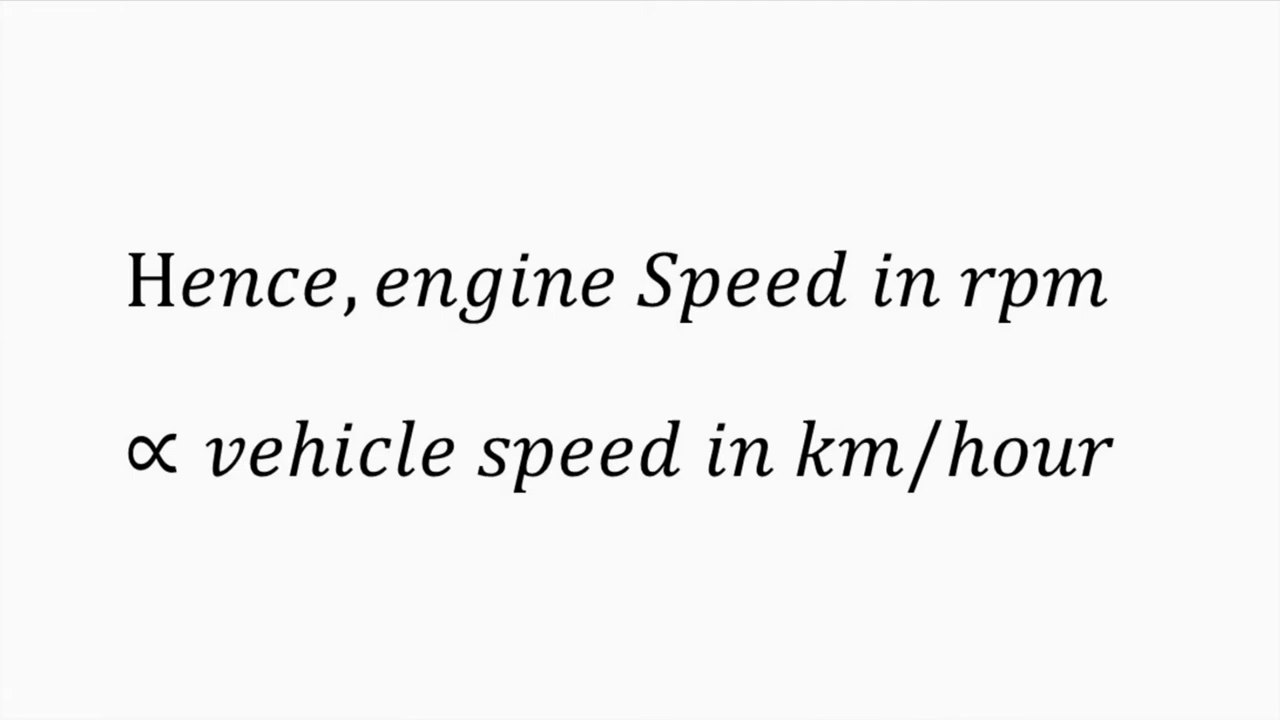 Hence, engine Speed in rpm
∝ vehicle speed in km/hour